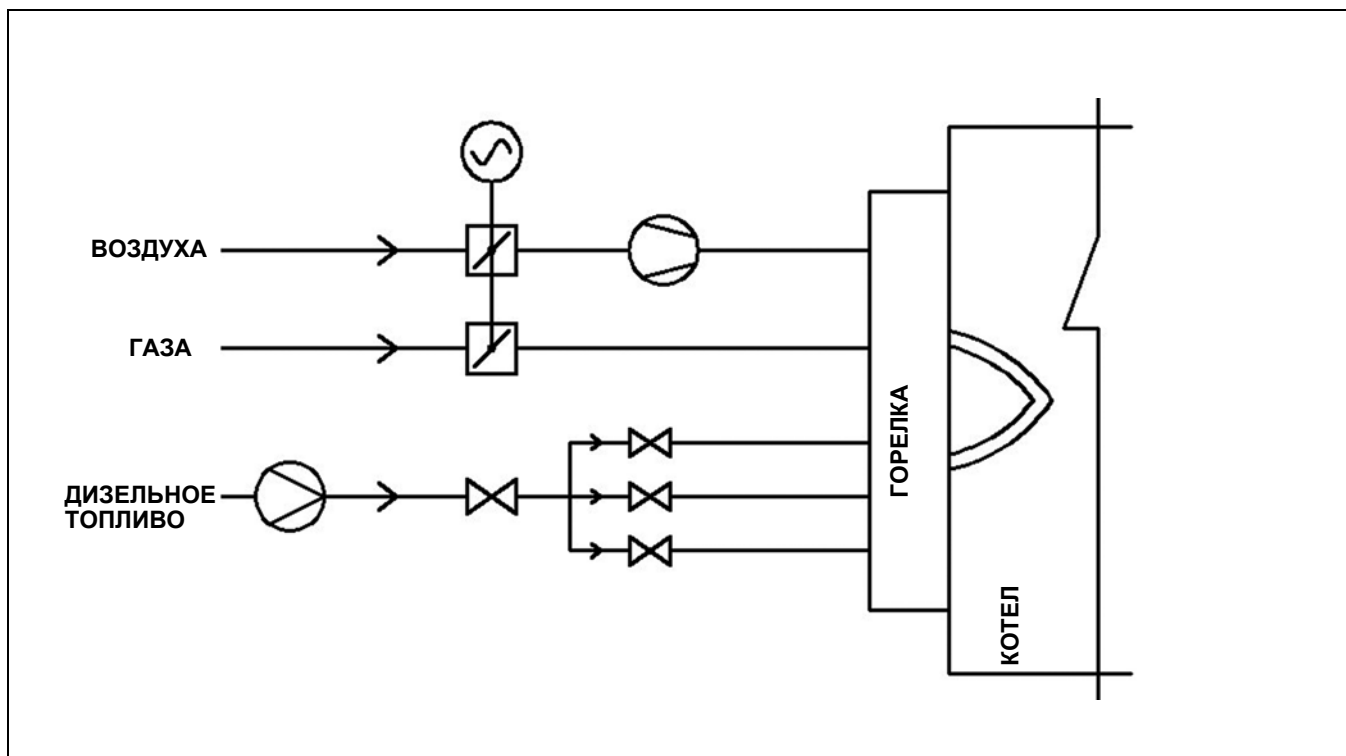 ВОЗДУХА
ГАЗА
ДИЗЕЛЬНОЕ
ТОПЛИВО
ГОРЕЛКА
КОТЕЛ